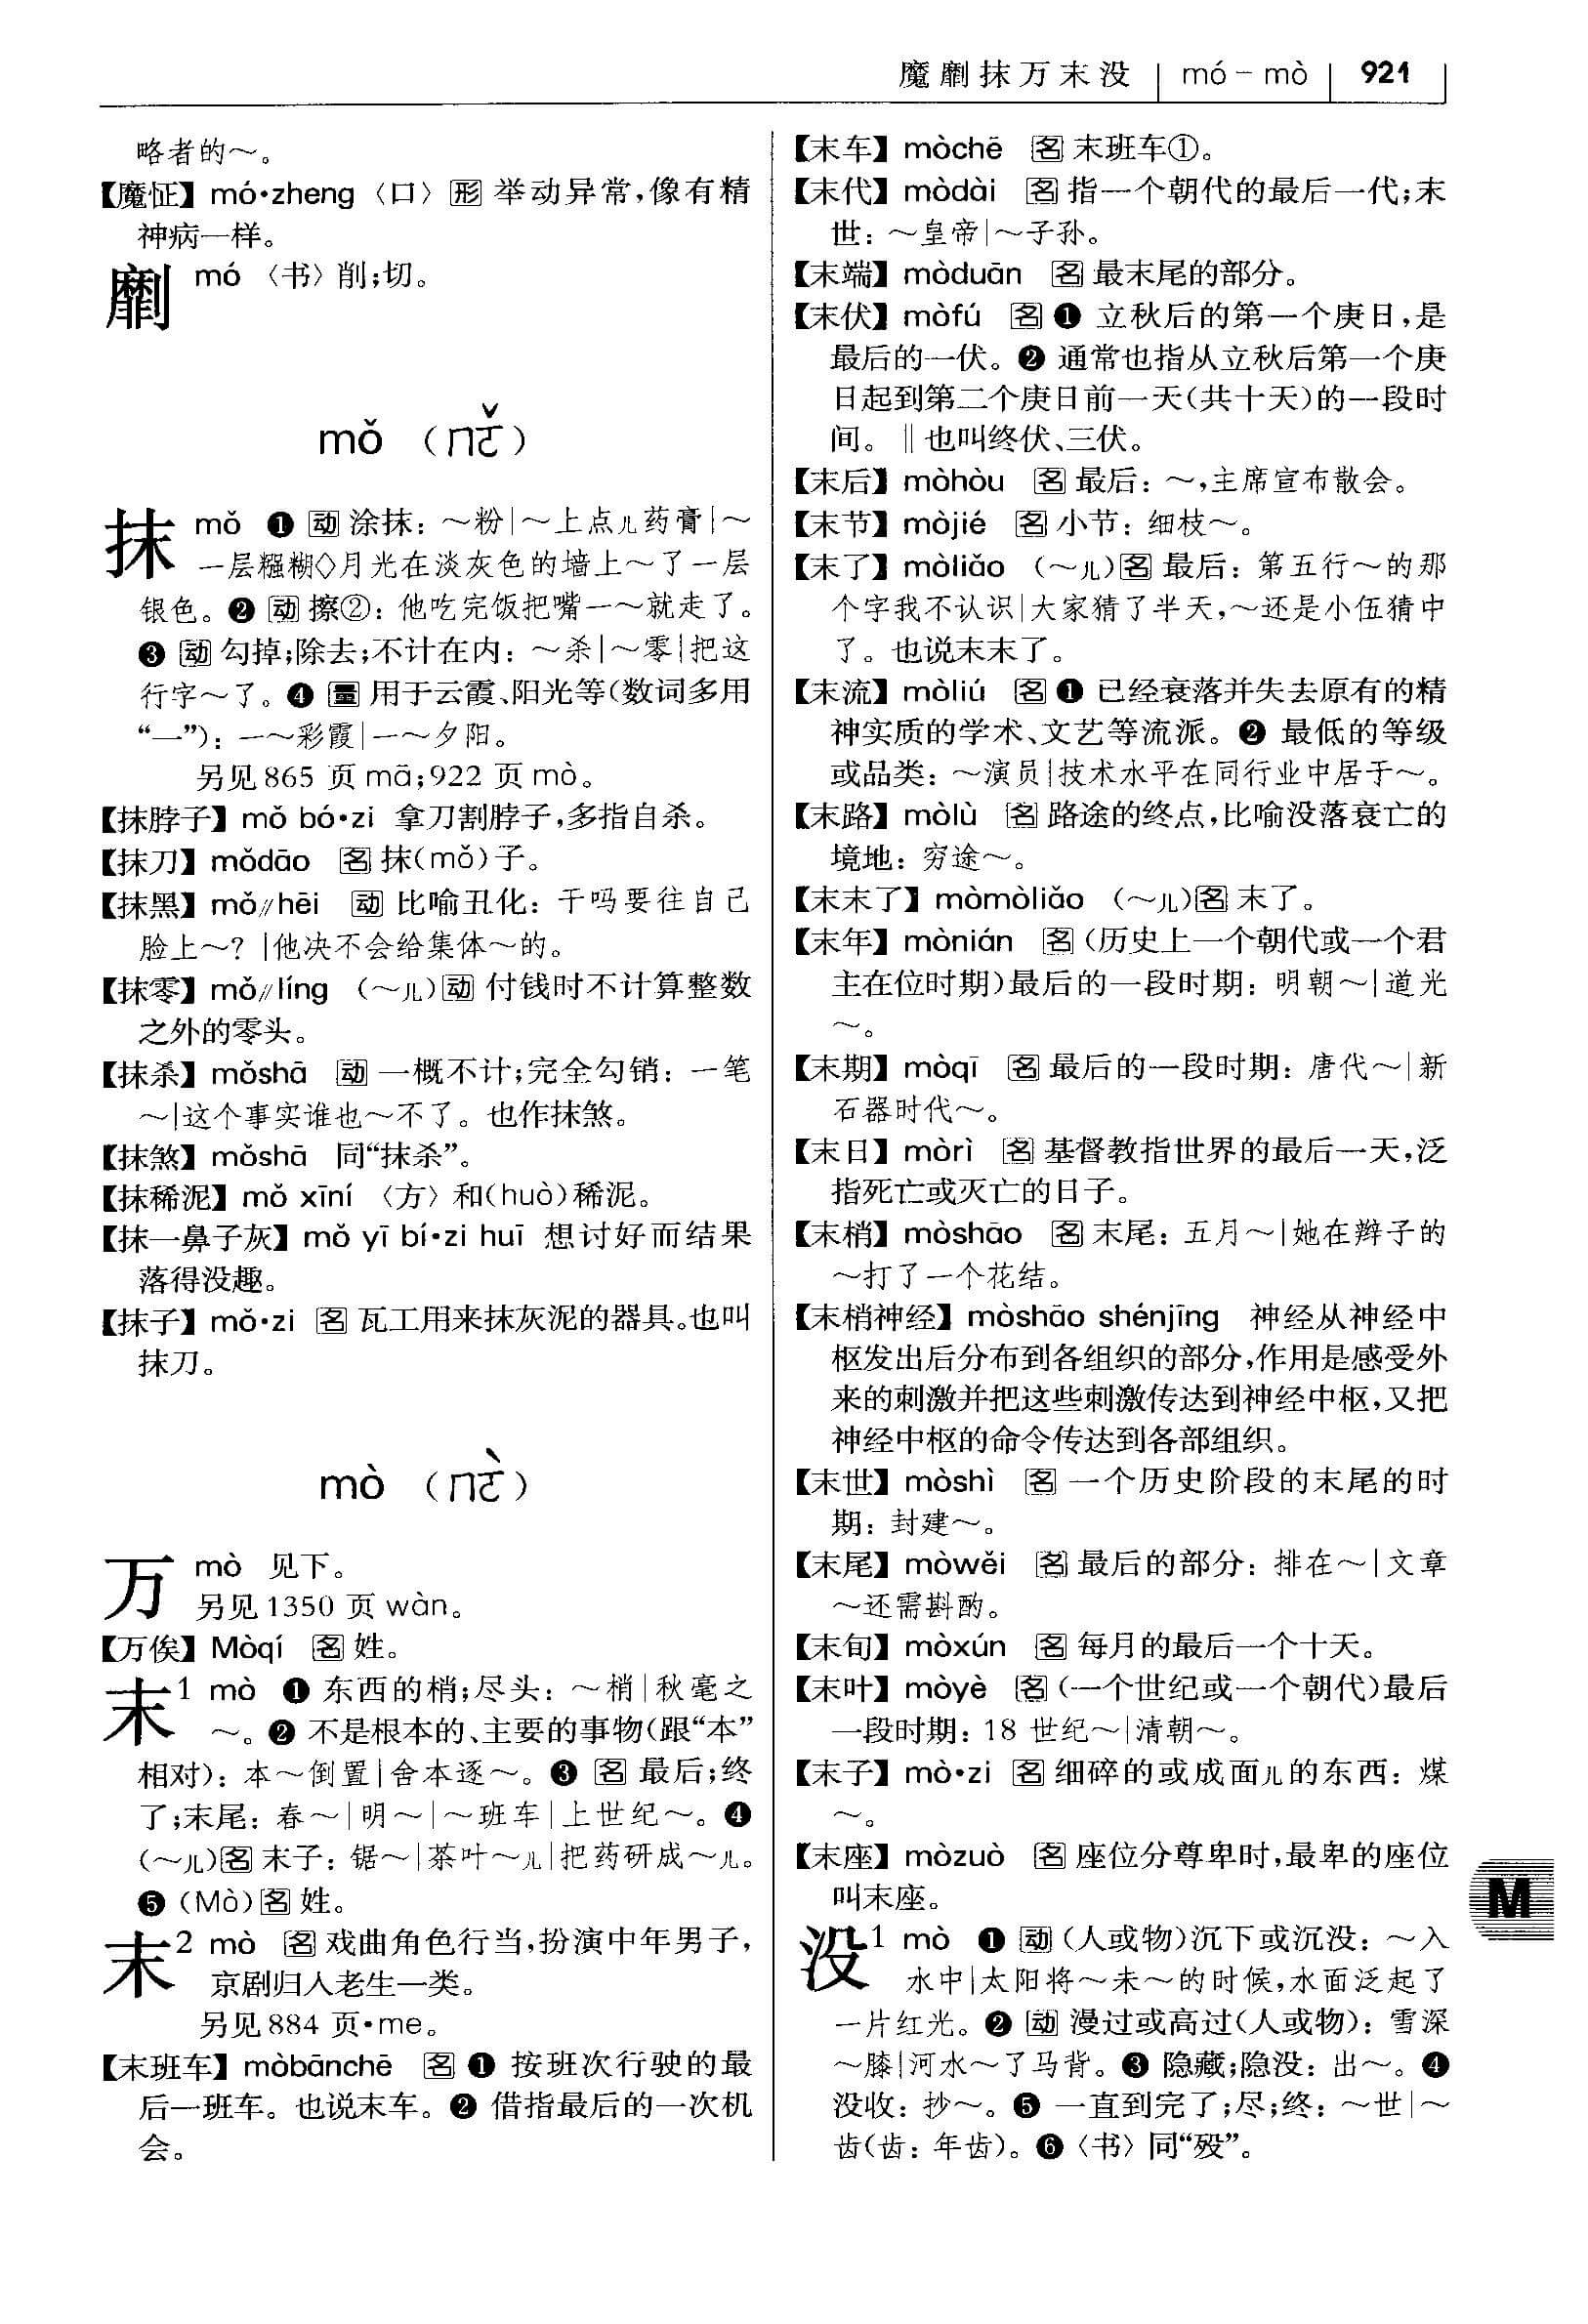 魔劘抹万末没 | mó – mò | 921
略者的～。
【魔怔】mó·zheng 〈口〉形 举动异常，像有精
神病一样。
劘 mó 〈书〉削；切。
mǒ （ㄇㄛˇ）
抹 mǒ ❶ 动 涂抹：～粉|～上点儿药膏|～
一层糨糊◇月光在淡灰色的墙上～了一层
银色。❷ 动 擦②：他吃完饭把嘴一～就走了。
❸ 动 勾掉；除去；不计在内：～杀|～零|把这
行字～了。❹ 量 用于云霞、阳光等（数词多用
“一”）：一～彩霞|一～夕阳。
另见865 页 mā；922 页 mò。
【抹脖子】mǒ bó·zi 拿刀割脖子，多指自杀。
【抹刀】mǒdāo 名 抹（mǒ）子。
【抹黑】mǒ∥hēi 动 比喻丑化：干吗要往自己
脸上～？|他决不会给集体～的。
【抹零】mǒ∥líng （～儿）动 付钱时不计算整数
之外的零头。
【抹杀】mǒshā 动 一概不计；完全勾销：一笔
～|这个事实谁也～不了。也作抹煞。
【抹煞】mǒshā 同“抹杀”。
【抹稀泥】mǒ xīní 〈方〉和（huò）稀泥。
【抹一鼻子灰】mǒ yī bí·zi huī 想讨好而结果
落得没趣。
【抹子】mǒ·zi 名 瓦工用来抹灰泥的器具。也叫
抹刀。
mò （ㄇㄛˋ）
万 mò 见下。
另见1350 页 wàn。
【万俟】Mòqí 名 姓。
末1 mò ❶ 东西的梢；尽头：～梢|秋毫之
～。❷ 不是根本的、主要的事物（跟“本”
相对）：本～倒置|舍本逐～。❸ 名 最后；终
了；末尾：春～|明～|～班车|上世纪～。❹
（～儿）名 末子：锯～|茶叶～儿|把药研成～儿。
❺（Mò）名 姓。
末2 mò 名 戏曲角色行当，扮演中年男子，
京剧归入老生一类。
另见884 页·me。
【末班车】mòbānchē 名 ❶ 按班次行驶的最
后一班车。也说末车。❷ 借指最后的一次机
会。
【末车】mòchē 名 末班车①。
【末代】mòdài 名 指一个朝代的最后一代；末
世：～皇帝|～子孙。
【末端】mòduān 名 最末尾的部分。
【末伏】mòfú 名 ❶ 立秋后的第一个庚日，是
最后的一伏。❷ 通常也指从立秋后第一个庚
日起到第二个庚日前一天（共十天）的一段时
间。‖也叫终伏、三伏。
【末后】mòhòu 名 最后：～，主席宣布散会。
【末节】mòjié 名 小节：细枝～。
【末了】mòliǎo （～儿）名 最后：第五行～的那
个字我不认识|大家猜了半天，～还是小伍猜中
了。也说末末了。
【末流】mòliú 名 ❶ 已经衰落并失去原有的精
神实质的学术、文艺等流派。❷ 最低的等级
或品类：～演员|技术水平在同行业中居于～。
【末路】mòlù 名 路途的终点，比喻没落衰亡的
境地：穷途～。
【末末了】mòmòliǎo （～儿）名 末了。
【末年】mònián 名（历史上一个朝代或一个君
主在位时期）最后的一段时期：明朝～|道光
～。
【末期】mòqī 名 最后的一段时期：唐代～|新
石器时代～。
【末日】mòrì 名 基督教指世界的最后一天，泛
指死亡或灭亡的日子。
【末梢】mòshāo 名 末尾：五月～|她在辫子的
～打了一个花结。
【末梢神经】mòshāo shénjīng 神经从神经中
枢发出后分布到各组织的部分，作用是感受外
来的刺激并把这些刺激传达到神经中枢，又把
神经中枢的命令传达到各部组织。
【末世】mòshì 名 一个历史阶段的末尾的时
期：封建～。
【末尾】mòwěi 名 最后的部分：排在～|文章
～还需斟酌。
【末旬】mòxún 名 每月的最后一个十天。
【末叶】mòyè 名（一个世纪或一个朝代）最后
一段时期：18 世纪～|清朝～。
【末子】mò·zi 名 细碎的或成面儿的东西：煤
～。
【末座】mòzuò 名 座位分尊卑时，最卑的座位
叫末座。
没1 mò ❶ 动（人或物）沉下或沉没：～入
水中|太阳将～未～的时候，水面泛起了
一片红光。❷ 动 漫过或高过（人或物）：雪深
～膝|河水～了马背。❸ 隐藏；隐没：出～。❹
没收：抄～。❺ 一直到完了；尽；终：～世|～
齿（齿：年齿）。❻〈书〉同“殁”。
M